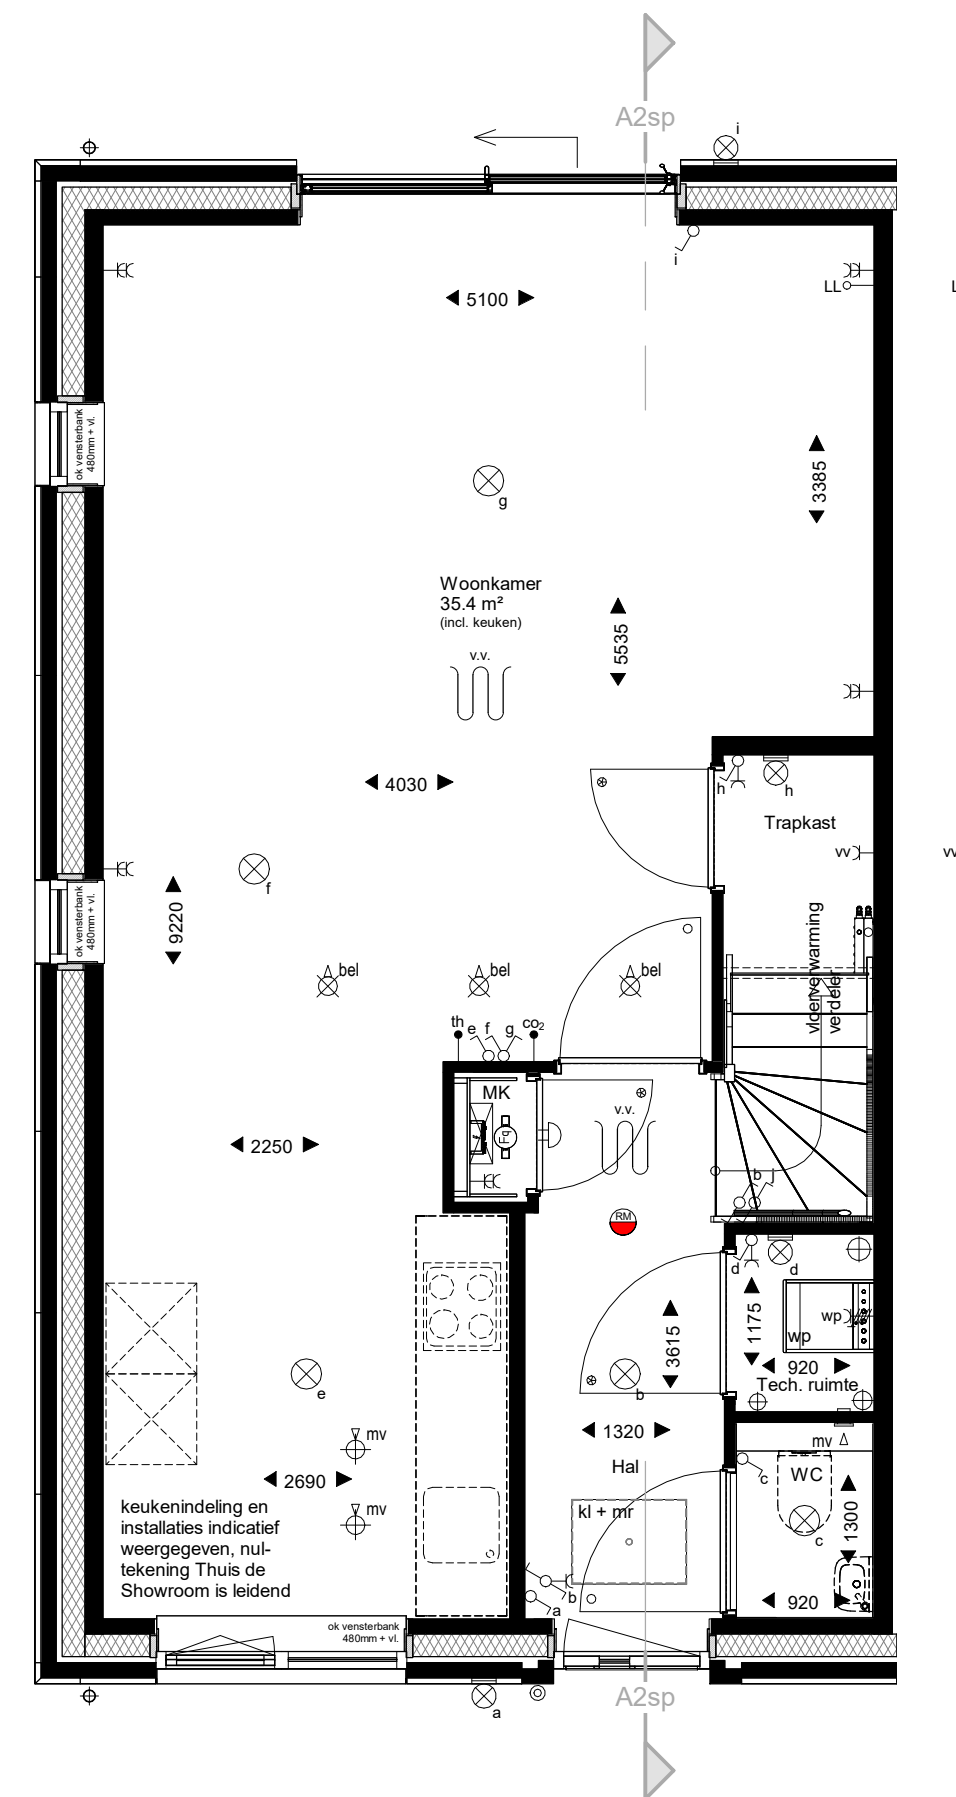 A2sp
i
i
5100
LL
L
ok vensterbank
480mm + vl.
3385
g
Woonkamer
35.4 m²
(incl. keuken)
5535
v.v.
4030
h
h
Trapkast
vv
vv
f
ok vensterbank
480mm + vl.
9220
vloerverwarming
verdeler
bel
bel
bel
th
e
f
g
co2
MK
Fq
v.v.
2250
b
j
RM
d
d
1175
wp
wp
3615
920
Tech. ruimte
e
b
1320
mv
mv
Hal
WC
c
2690
keukenindeling en
installaties indicatief
weergegeven, nul-
tekening Thuis de
Showroom is leidend
mv
kl + mr
c
1300
b
a
920
ok vensterbank
480mm + vl.
a
A2sp